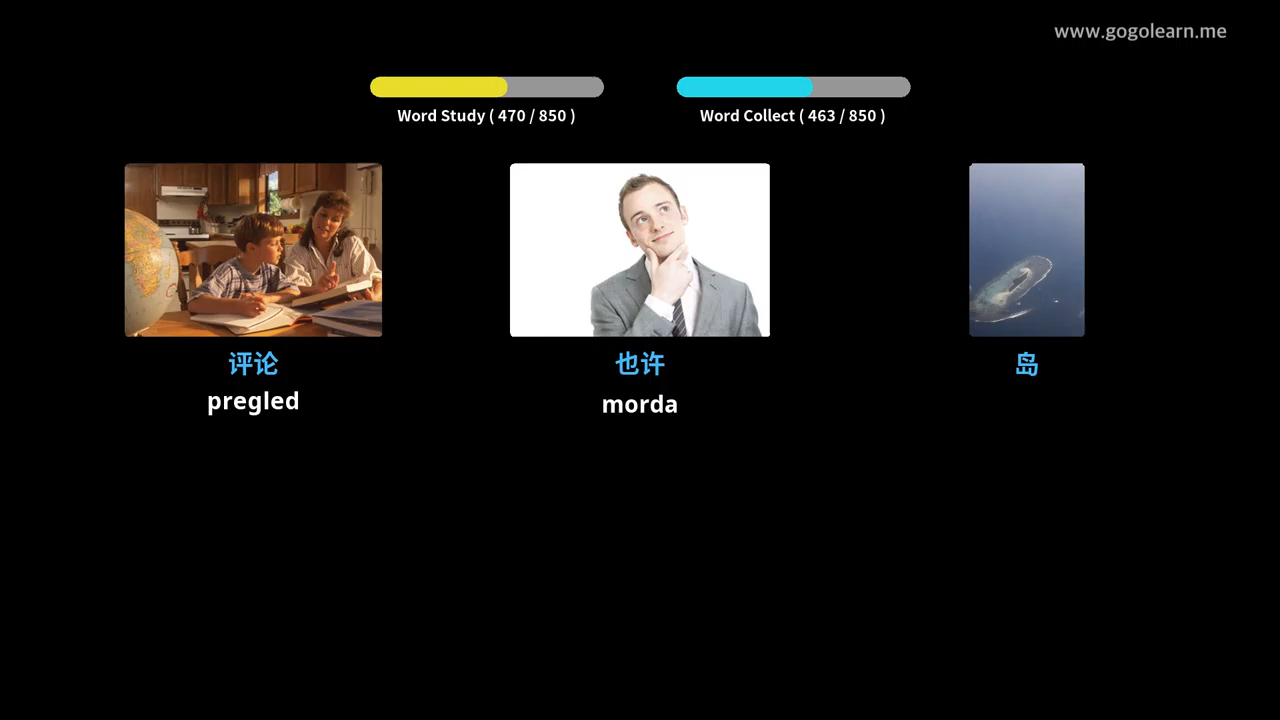 www.gogolearn.me
Word Study ( 470 / 850 )
Word Collect ( 463 / 850 )
评论
pregled
也许
morda
岛